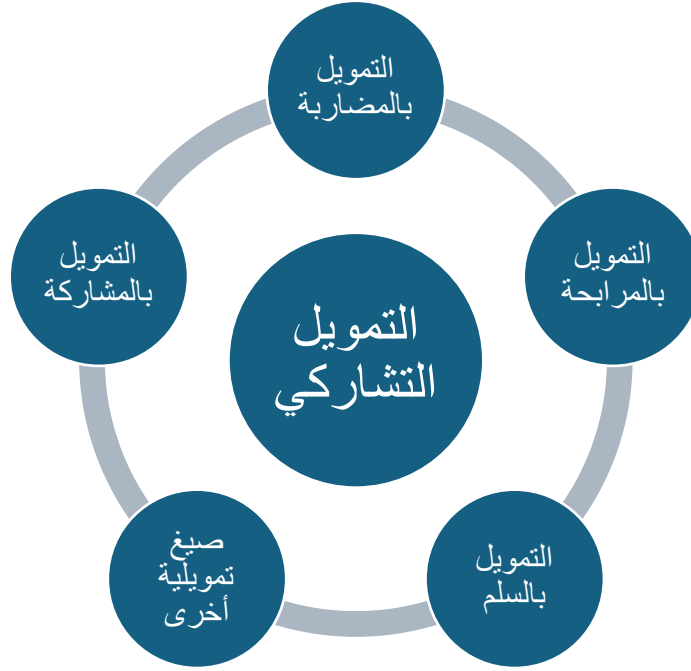 التمويل
بالمضاربة
التمويل
بالمرابحة
التمويل
بالسلم
صيغ
تمويلية
أخرى
التمويل
بالمشاركة
التمويل
التشاركي